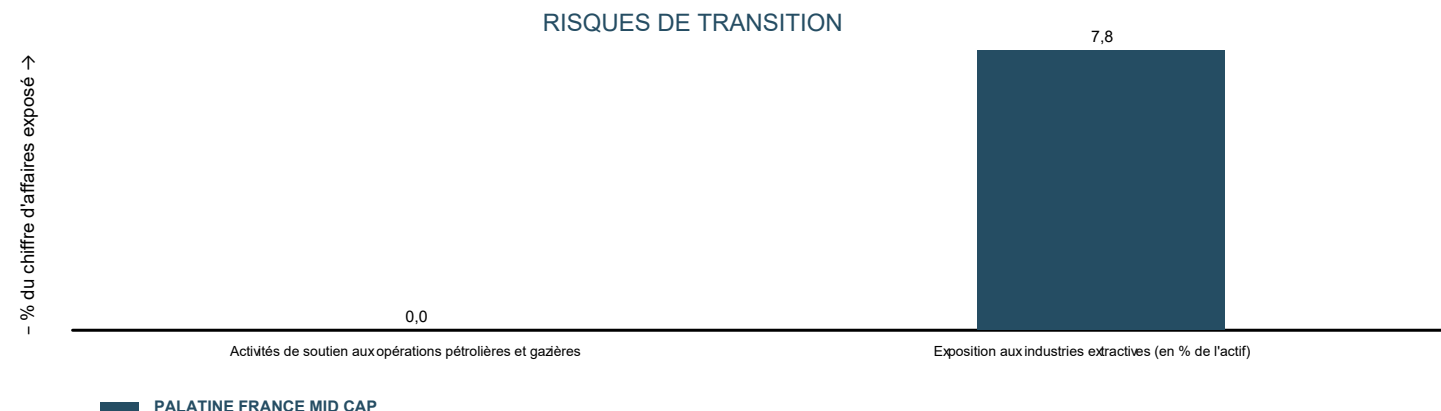 RISQUES DE TRANSITION
– % du chiffre d'affaires exposé →
7,8
0,0
Activités de soutien aux opérations pétrolières et gazières
Exposition aux industries extractives (en % de l'actif)
PALATINE FRANCE MID CAP